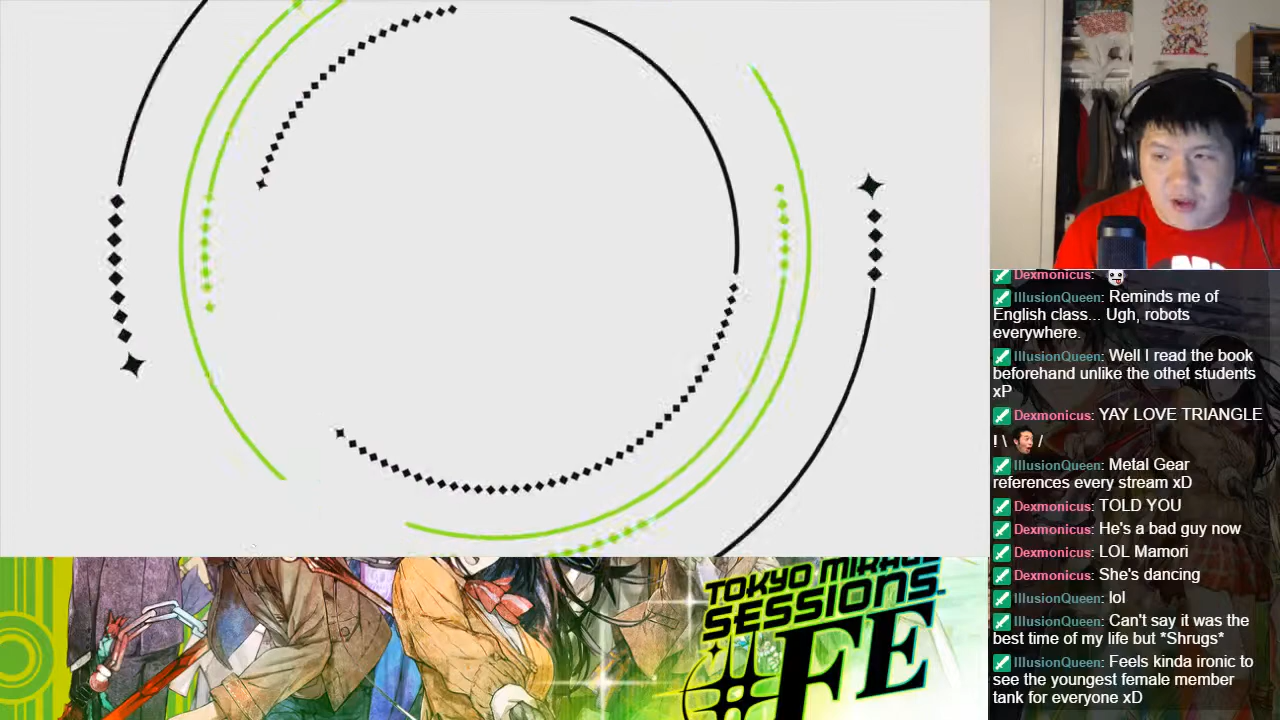 Dexmonicus:
IllusionQueen: Reminds me of
English class... Ugh, robots
everywhere.
IllusionQueen: Well I read the book
beforehand unlike the othet students
xP
Dexmonicus: YAY LOVE TRIANGLE
! \ /
IllusionQueen: Metal Gear
references every stream xD
Dexmonicus: TOLD YOU
Dexmonicus: He's a bad guy now
Dexmonicus: LOL Mamori
Dexmonicus: She's dancing
IllusionQueen: lol
IllusionQueen: Can't say it was the
best time of my life but *Shrugs*
IllusionQueen: Feels kinda ironic to
see the youngest female member
tank for everyone xD
TOKYO MIRAGE
SESSIONS
#FE